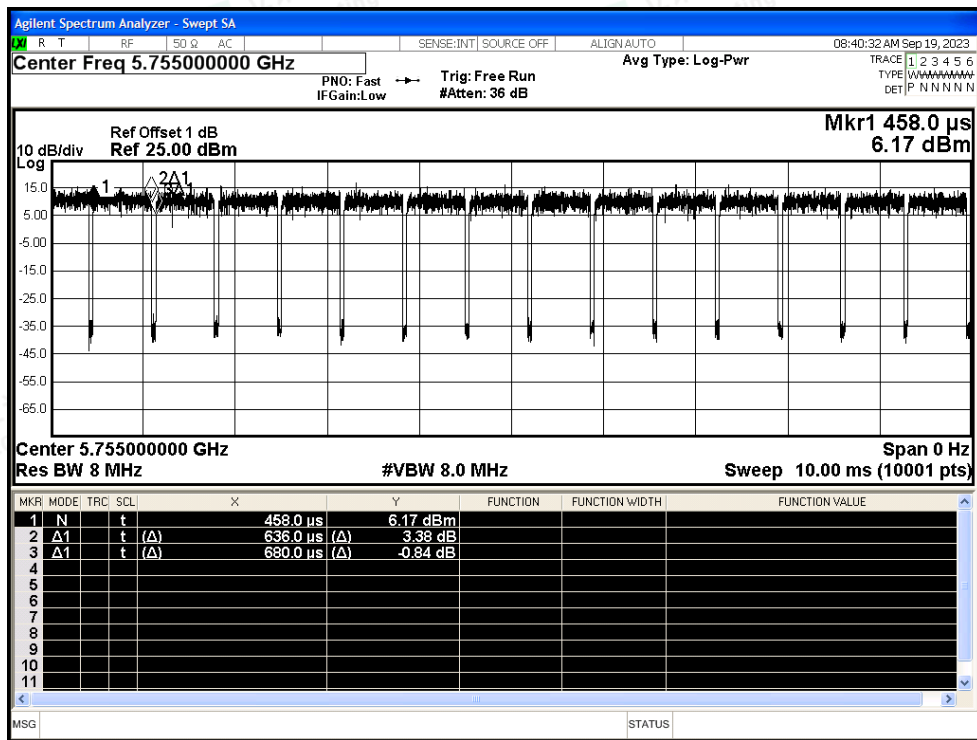 Agilent Spectrum Analyzer - Swept SA
LXI R T RF 50 Ω AC SENSE:INT SOURCE OFF ALIGN AUTO 08:40:32 AM Sep 19, 2023
Center Freq 5.755000000 GHz
PNO: Fast
IFGain:Low
Trig: Free Run
#Atten: 36 dB
Avg Type: Log-Pwr
TRACE 1 2 3 4 5 6
TYPE W
DET P N N N N N
Ref Offset 1 dB
10 dB/div Ref 25.00 dBm
Log
Mkr1 458.0 µs
6.17 dBm
15.0
5.00
-5.00
-15.0
-25.0
-35.0
-45.0
-55.0
-65.0
1
2Δ1
Center 5.755000000 GHz Span 0 Hz
Res BW 8 MHz #VBW 8.0 MHz Sweep 10.00 ms (10001 pts)
MKR MODE TRC SCL X Y FUNCTION FUNCTION WIDTH FUNCTION VALUE
1 N t 458.0 µs 6.17 dBm
2 Δ1 t (Δ) 636.0 µs (Δ) 3.38 dB
3 Δ1 t (Δ) 680.0 µs (Δ) -0.84 dB
4
5
6
7
8
9
10
11
MSG STATUS